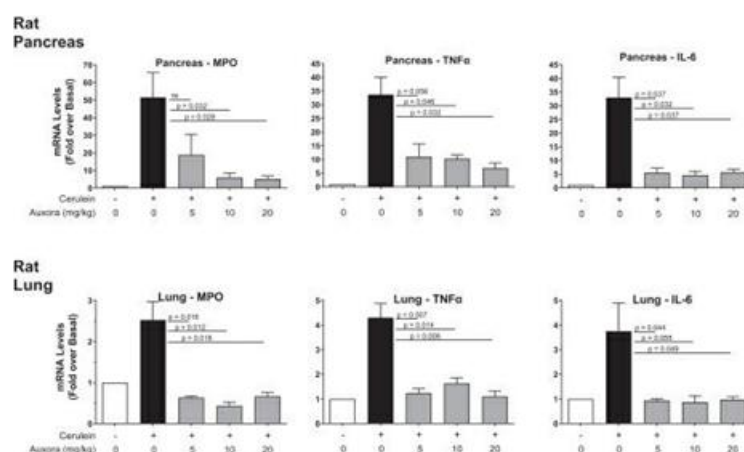 Rat
Pancreas
Pancreas - MPO
Pancreas - TNFα
Pancreas - IL-6
mRNA Levels
(Fold over Basal)
70
60
50
40
30
20
10
0
ns
p = 0.032
p = 0.029
45
40
35
30
25
20
15
10
5
0
p = 0.056
p = 0.046
p = 0.032
45
40
35
30
25
20
15
10
5
0
p = 0.037
p = 0.032
p = 0.037
Cerulein - + + + + - + + + + - + + + +
Auxora (mg/kg) 0 0 5 10 20 0 0 5 10 20 0 0 5 10 20
Rat
Lung
Lung - MPO
Lung - TNFα
Lung - IL-6
mRNA Levels
(Fold over Basal)
3
2
1
0
p = 0.016
p = 0.012
p = 0.018
5
4
3
2
1
0
p = 0.007
p = 0.014
p = 0.006
5
4
3
2
1
0
p = 0.044
p = 0.055
p = 0.049
Cerulein - + + + + - + + + + - + + + +
Auxora (mg/kg) 0 0 5 10 20 0 0 5 10 20 0 0 5 10 20